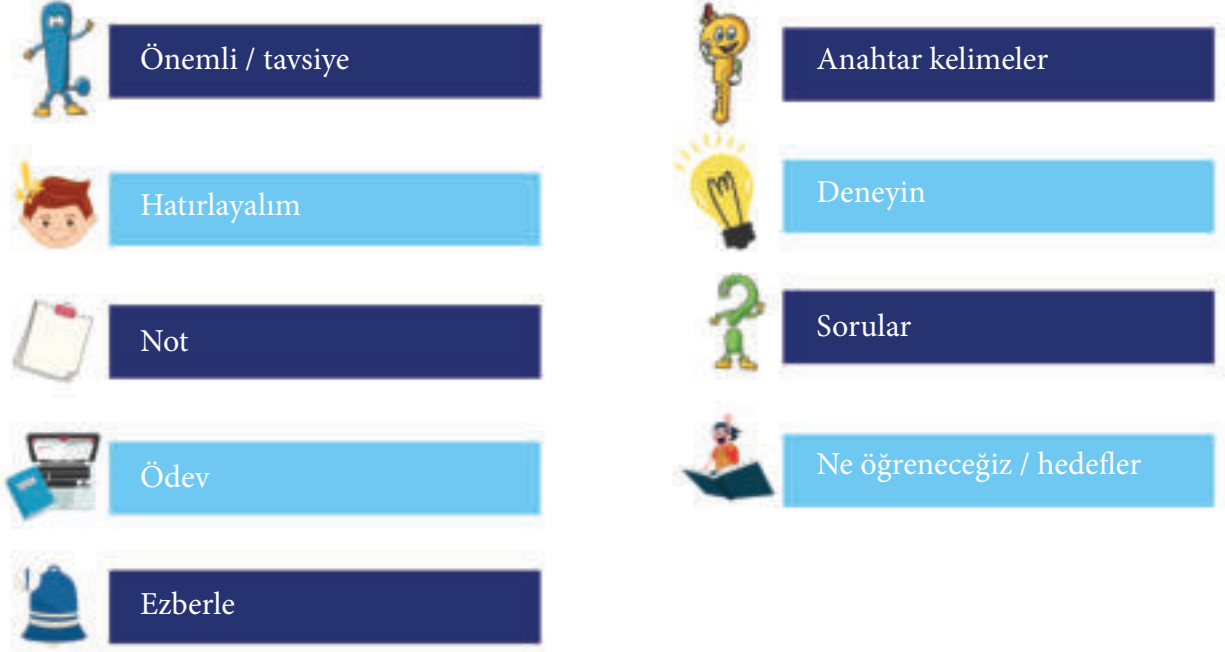 Önemli / tavsiye
Hatırlayalım
Not
Ödev
Ezberle
Anahtar kelimeler
Deneyin
Sorular
Ne öğreneceğiz / hedefler